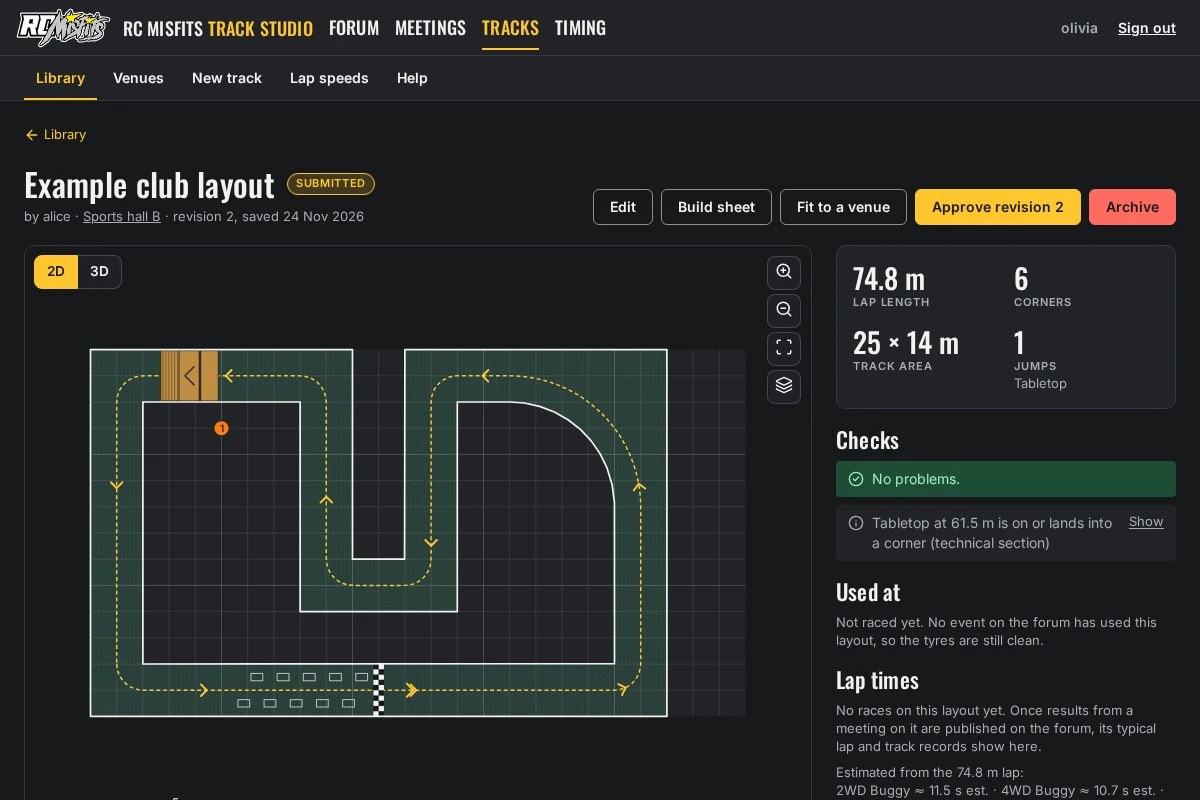 RC Misfits
RC MISFITS TRACK STUDIO FORUM MEETINGS TRACKS TIMING
olivia Sign out
Library Venues New track Lap speeds Help
← Library
Example club layout SUBMITTED
by alice · Sports hall B · revision 2, saved 24 Nov 2026
Edit Build sheet Fit to a venue Approve revision 2 Archive
2D 3D
1
74.8 m
LAP LENGTH
6
CORNERS
25 × 14 m
TRACK AREA
1
JUMPS
Tabletop
Checks
No problems.
Tabletop at 61.5 m is on or lands into
a corner (technical section)
Show
Used at
Not raced yet. No event on the forum has used this
layout, so the tyres are still clean.
Lap times
No races on this layout yet. Once results from a
meeting on it are published on the forum, its typical
lap and track records show here.
Estimated from the 74.8 m lap:
2WD Buggy ≈ 11.5 s est. · 4WD Buggy ≈ 10.7 s est. ·